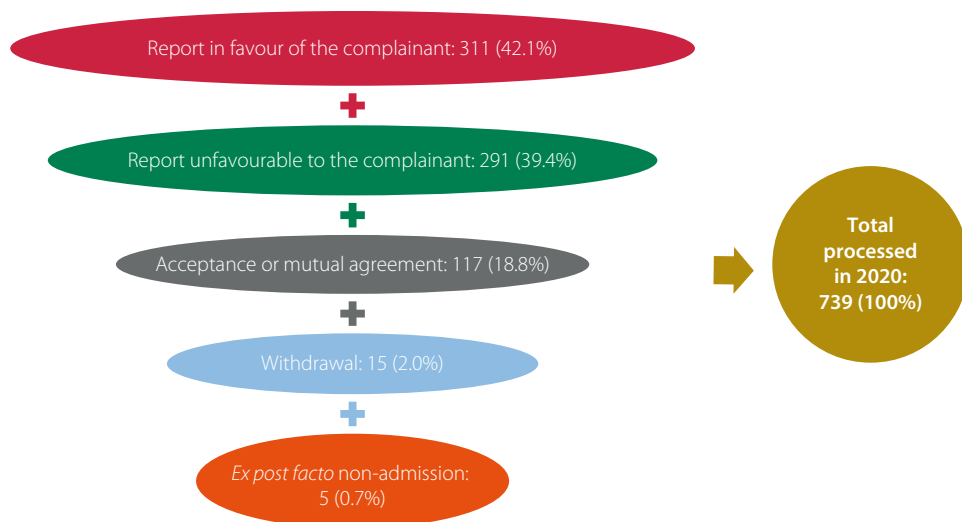 Report in favour of the complainant: 311 (42.1%)
Report unfavourable to the complainant: 291 (39.4%)
Acceptance or mutual agreement: 117 (18.8%)
Withdrawal: 15 (2.0%)
Ex post facto non-admission:
5 (0.7%)
Total
processed
in 2020:
739 (100%)